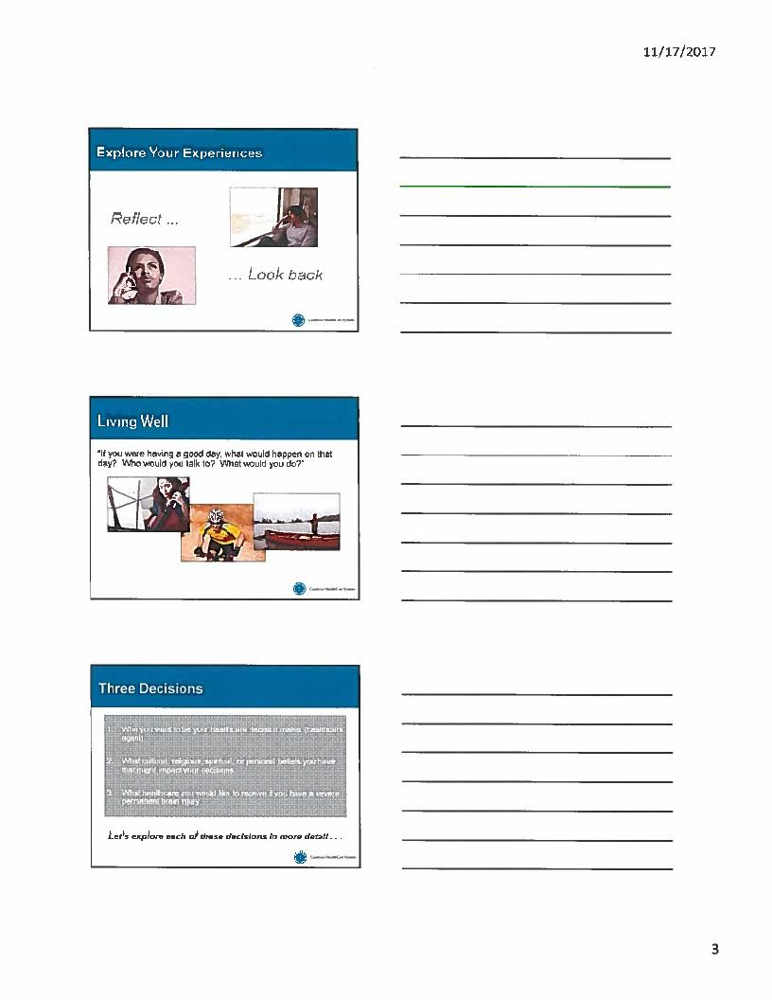 11/17/2017
Explore Your Experiences
Reflect ...
... Look back
Living Well
"If you were having a good day, what would happen on that
day? Who would you talk to? What would you do?"
Three Decisions
1. Who you want to be your healthcare decision maker (healthcare
agent)
2. What cultural, religious, spiritual, or personal beliefs you have
that might impact your decisions
3. What healthcare you would like to receive if you have a severe
permanent brain injury
Let's explore each of these decisions in more detail...
3